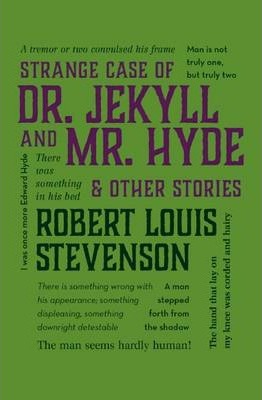 A tremor or two convulsed his frame
Man is not
truly one,
but truly two
STRANGE CASE OF
DR. JEKYLL
AND MR. HYDE
& OTHER STORIES
There
was
something
in his bed
I was once more Edward Hyde
ROBERT LOUIS
STEVENSON
There is something wrong with
his appearance; something
displeasing, something
downright detestable
A man
stepped
forth from
the shadow
The hand that lay on
my knee was corded and hairy
The man seems hardly human!